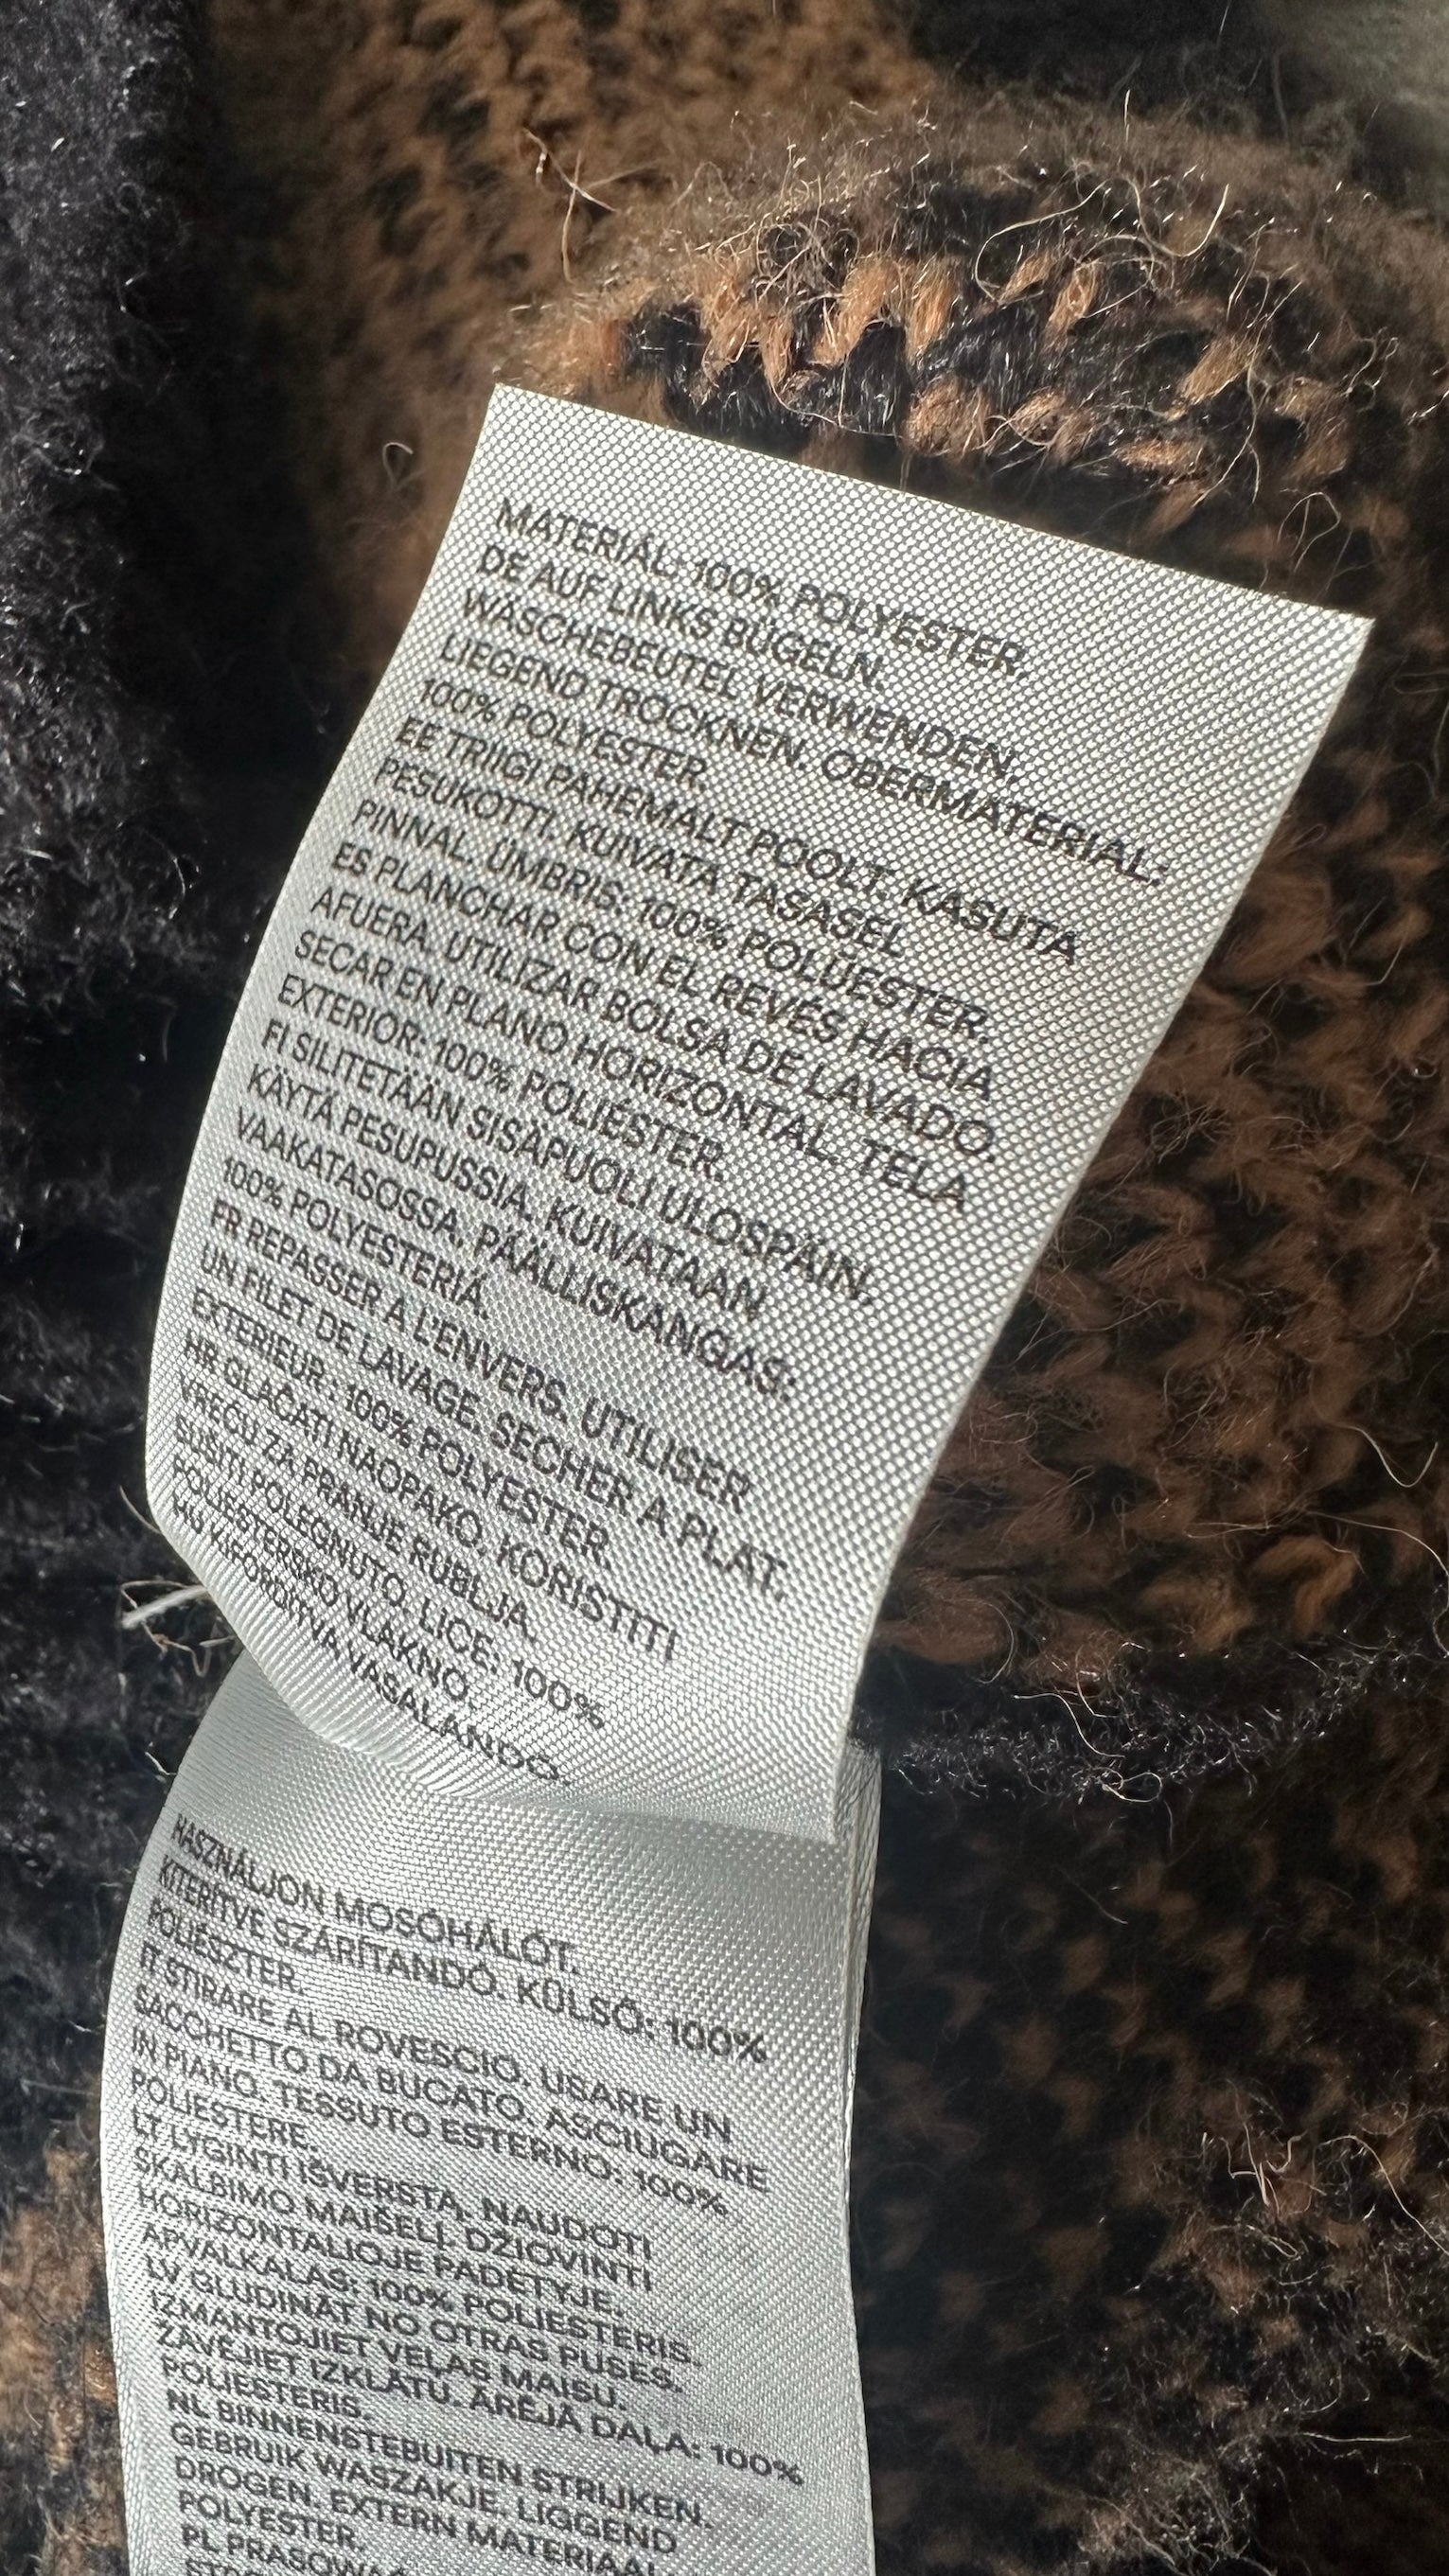 MATERIÁL: 100% POLYESTER.
DE AUF LINKS BÜGELN.
WÄSCHEBEUTEL VERWENDEN.
LIEGEND TROCKNEN. OBERMATERIAL:
100% POLYESTER.
EE TRIIGI PAHEMALT POOLT. KASUTA
PESUKOTTI. KUIVATA TASASEL
PINNAL. ÜMBRIS: 100% POLÜESTER.
ES PLANCHAR CON EL REVÉS HACIA
AFUERA. UTILIZAR BOLSA DE LAVADO.
SECAR EN PLANO HORIZONTAL. TELA
EXTERIOR: 100% POLIÉSTER.
FI SILITETÄÄN SISÄPUOLI ULOSPÄIN.
KÄYTÄ PESUPUSSIA. KUIVATAAN
VAAKATASOSSA. PÄÄLLISKANGAS:
100% POLYESTERIÄ.
FR REPASSER À L'ENVERS. UTILISER
UN FILET DE LAVAGE. SÉCHER À PLAT.
EXTÉRIEUR : 100% POLYESTER.
HR GLAČATI NAOPAKO. KORISTITI
VREĆU ZA PRANJE RUBLJA.
SUŠITI POLEGNUTO. LICE: 100%
POLIESTERSKO VLAKNO.
HU KIFORDÍTVA VASALANDÓ.
HASZNÁLJON MOSÓHÁLÓT.
KITERÍTVE SZÁRÍTANDÓ. KÜLSŐ: 100%
POLIÉSZTER.
IT STIRARE AL ROVESCIO. USARE UN
SACCHETTO DA BUCATO. ASCIUGARE
IN PIANO. TESSUTO ESTERNO: 100%
POLIESTERE.
LT LYGINTI IŠVERSTĄ. NAUDOTI
SKALBIMO MAIŠELĮ. DŽIOVINTI
HORIZONTALIOJE PADĖTYJE.
APVALKALAS: 100% POLIESTERIS.
LV GLUDINĀT NO OTRAS PUSES.
IZMANTOJIET VEĻAS MAISU.
ŽĀVĒJIET IZKLĀTU. ĀRĒJĀ DAĻA: 100%
POLIESTERIS.
NL BINNENSTEBUITEN STRIJKEN.
GEBRUIK WASZAKJE. LIGGEND
DROGEN. EXTERN MATERIAAL:
POLYESTER.
PL PRASOWAĆ